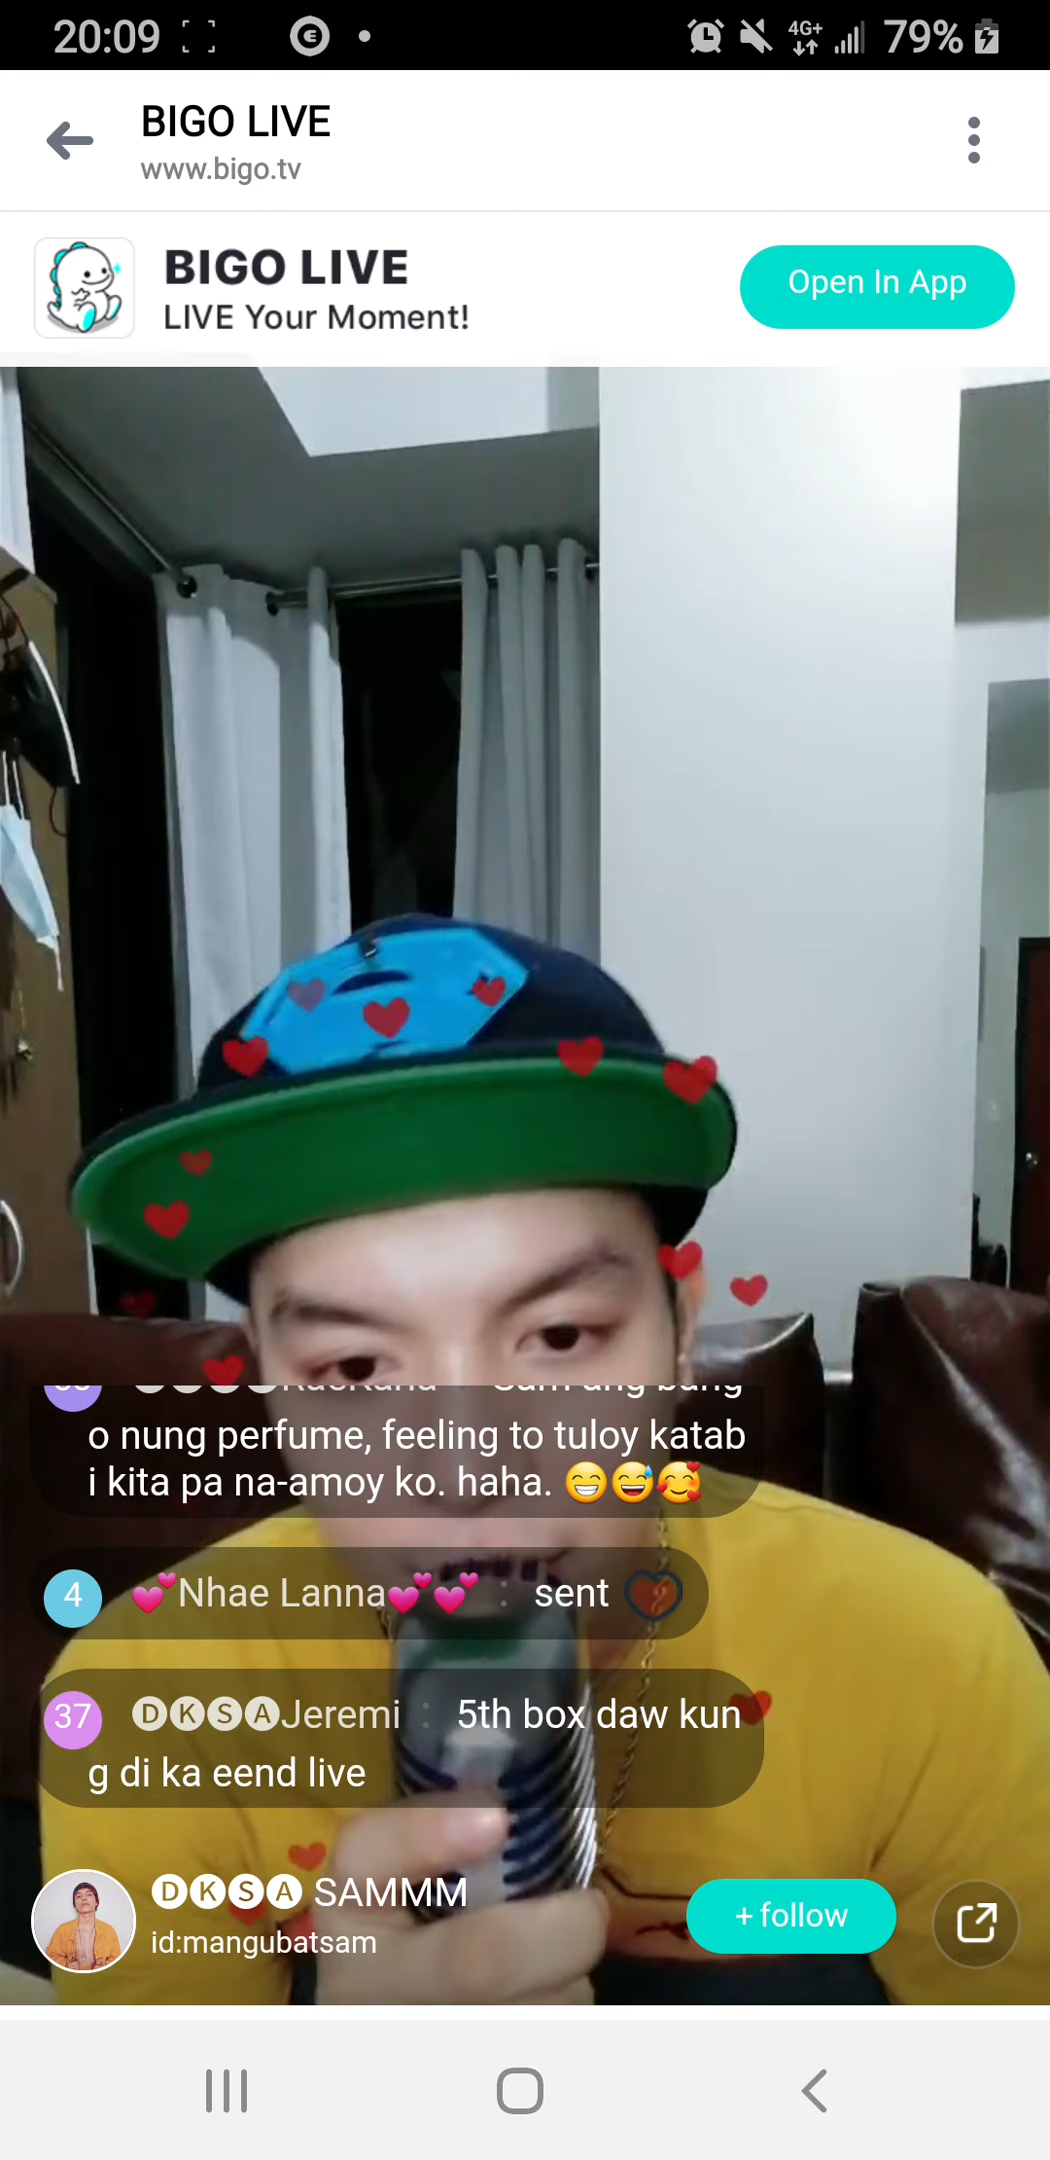 20:09
4G+ 79%
BIGO LIVE
www.bigo.tv
BIGO LIVE
LIVE Your Moment!
Open In App
o nung perfume, feeling to tuloy katab
i kita pa na-amoy ko. haha. 😁😅🥰
4 💕Nhae Lanna💕💕 : sent
37 🅓🅚🅢🅐Jeremi : 5th box daw kun
g di ka eend live
🅓🅚🅢🅐 SAMMM
id:mangubatsam
+ follow